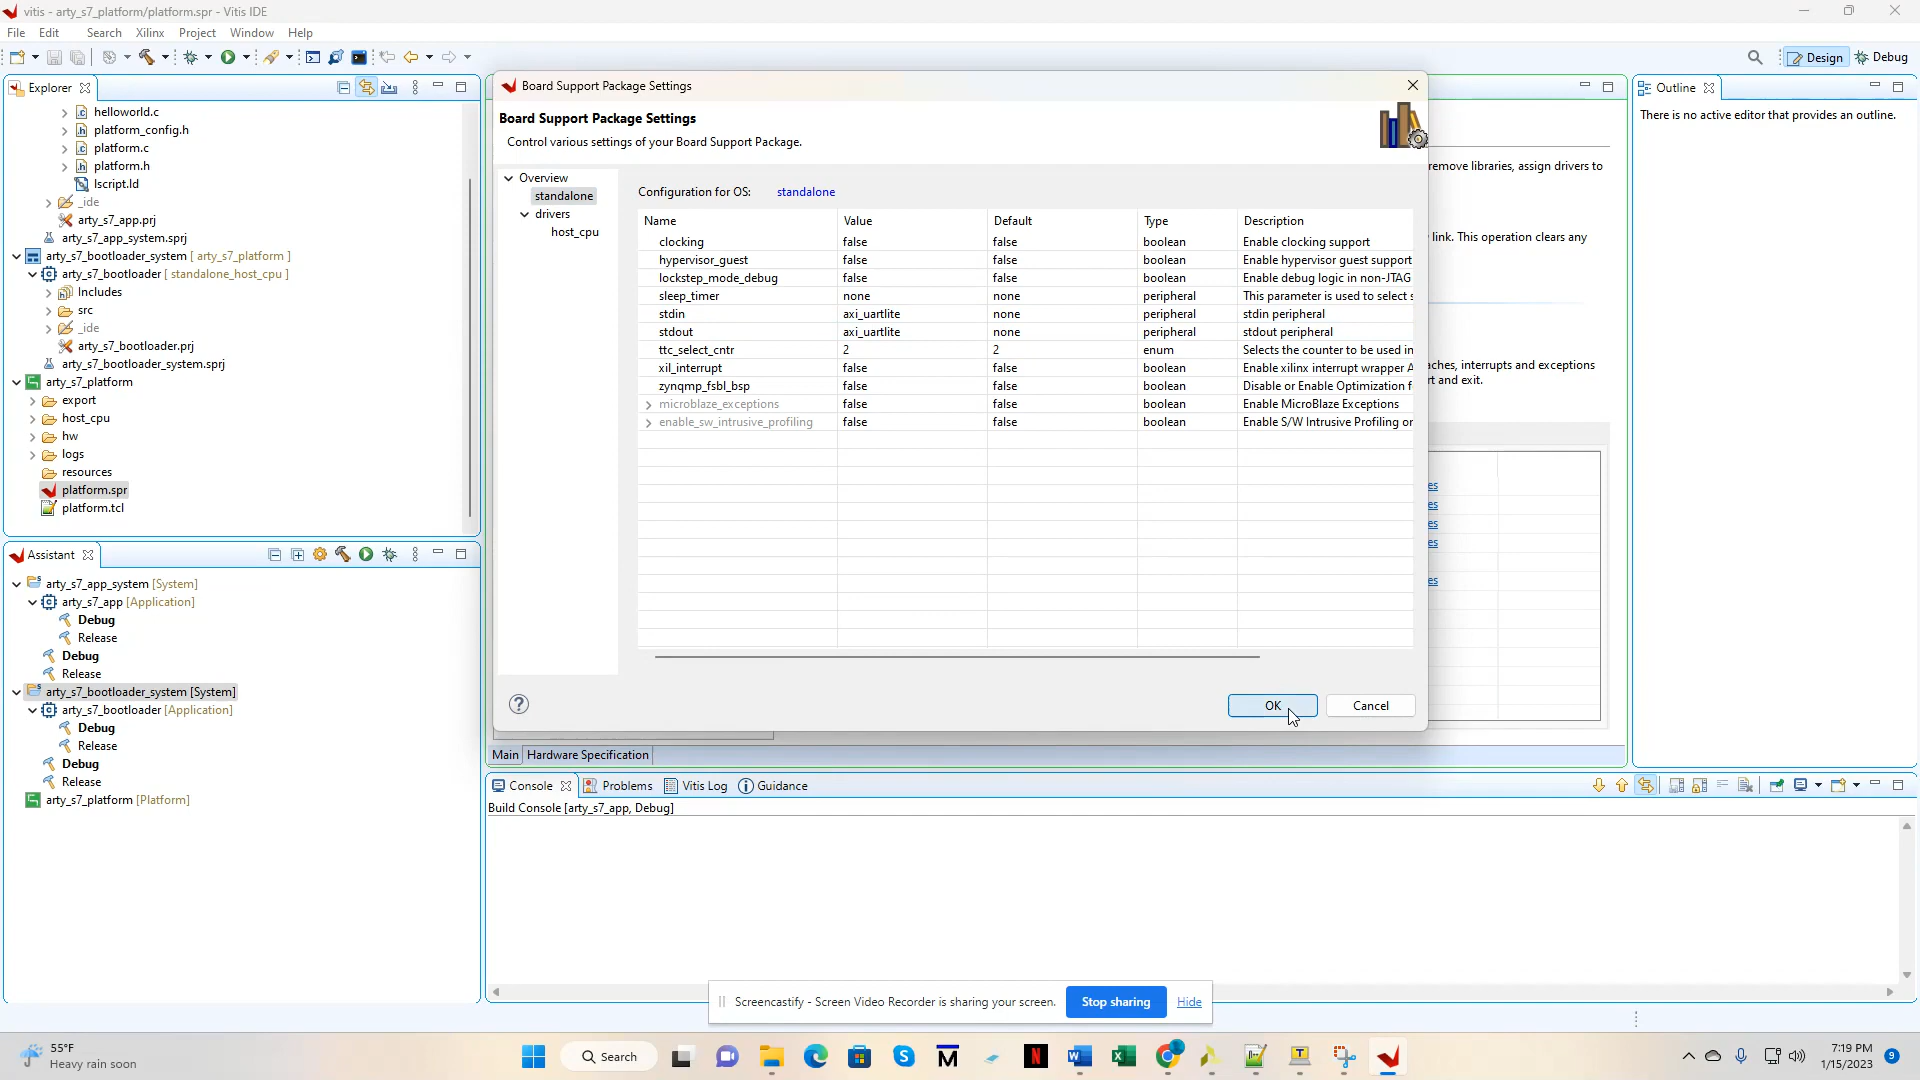 vitis - arty_s7_platform/platform.spr - Vitis IDE
File Edit Search Xilinx Project Window Help
Design Debug
Explorer
helloworld.c
platform_config.h
platform.c
platform.h
lscript.ld
_ide
arty_s7_app.prj
arty_s7_app_system.sprj
arty_s7_bootloader_system [ arty_s7_platform ]
arty_s7_bootloader [ standalone_host_cpu ]
Includes
src
_ide
arty_s7_bootloader.prj
arty_s7_bootloader_system.sprj
arty_s7_platform
export
host_cpu
hw
logs
resources
platform.spr
platform.tcl
Assistant
arty_s7_app_system [System]
arty_s7_app [Application]
Debug
Release
Debug
Release
arty_s7_bootloader_system [System]
arty_s7_bootloader [Application]
Debug
Release
Debug
Release
arty_s7_platform [Platform]
Board Support Package Settings
Board Support Package Settings
Control various settings of your Board Support Package.
Overview
standalone
drivers
host_cpu
Configuration for OS: standalone
Name Value Default Type Description
clocking false false boolean Enable clocking support
hypervisor_guest false false boolean Enable hypervisor guest support
lockstep_mode_debug false false boolean Enable debug logic in non-JTAG
sleep_timer none none peripheral This parameter is used to select s
stdin axi_uartlite none peripheral stdin peripheral
stdout axi_uartlite none peripheral stdout peripheral
ttc_select_cntr 2 2 enum Selects the counter to be used in
xil_interrupt false false boolean Enable xilinx interrupt wrapper A
zynqmp_fsbl_bsp false false boolean Disable or Enable Optimization f
microblaze_exceptions false false boolean Enable MicroBlaze Exceptions
enable_sw_intrusive_profiling false false boolean Enable S/W Intrusive Profiling or
OK Cancel
remove libraries, assign drivers to
link. This operation clears any
aches, interrupts and exceptions
rt and exit.
es
es
es
es
es
Main Hardware Specification
Outline
There is no active editor that provides an outline.
Console Problems Vitis Log Guidance
Build Console [arty_s7_app, Debug]
Screencastify - Screen Video Recorder is sharing your screen. Stop sharing Hide
55°F
Heavy rain soon
Search
7:19 PM
1/15/2023
9